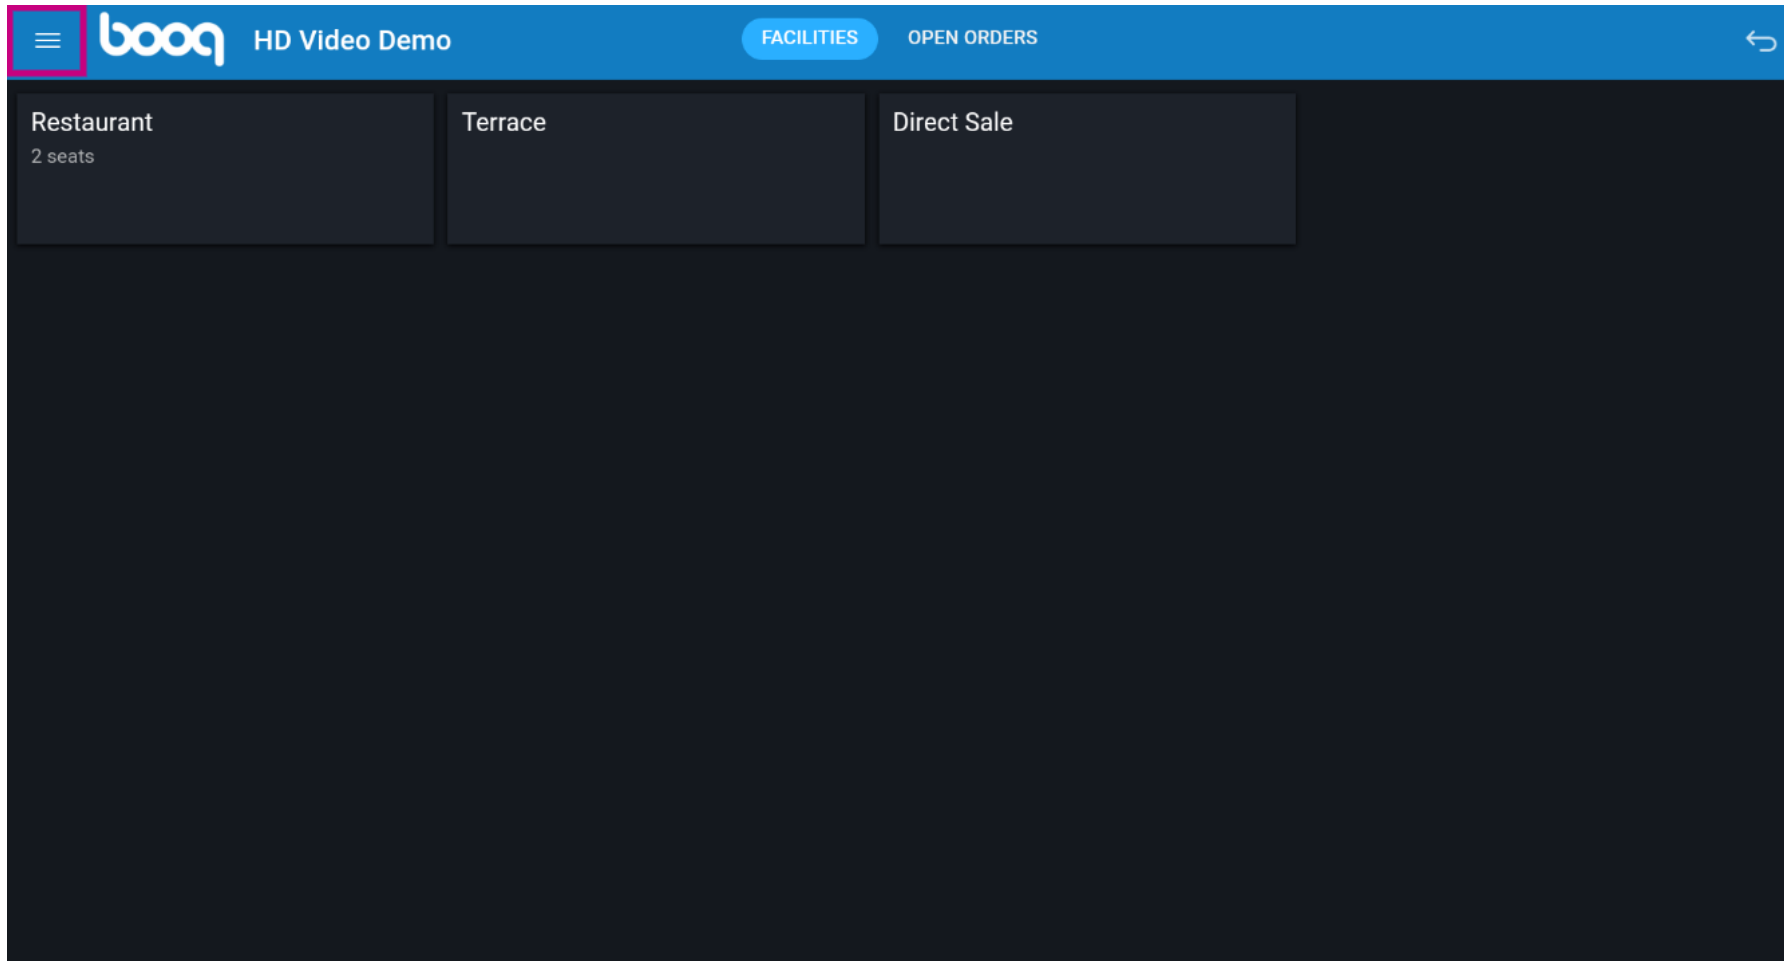 booq HD Video Demo FACILITIES OPEN ORDERS
Restaurant
2 seats
Terrace
Direct Sale